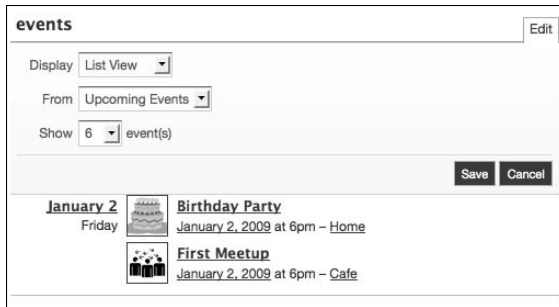 events
Edit
Display List View
From Upcoming Events
Show 6 event(s)
Save Cancel
January 2 Birthday Party
Friday January 2, 2009 at 6pm – Home
First Meetup
January 2, 2009 at 6pm – Cafe